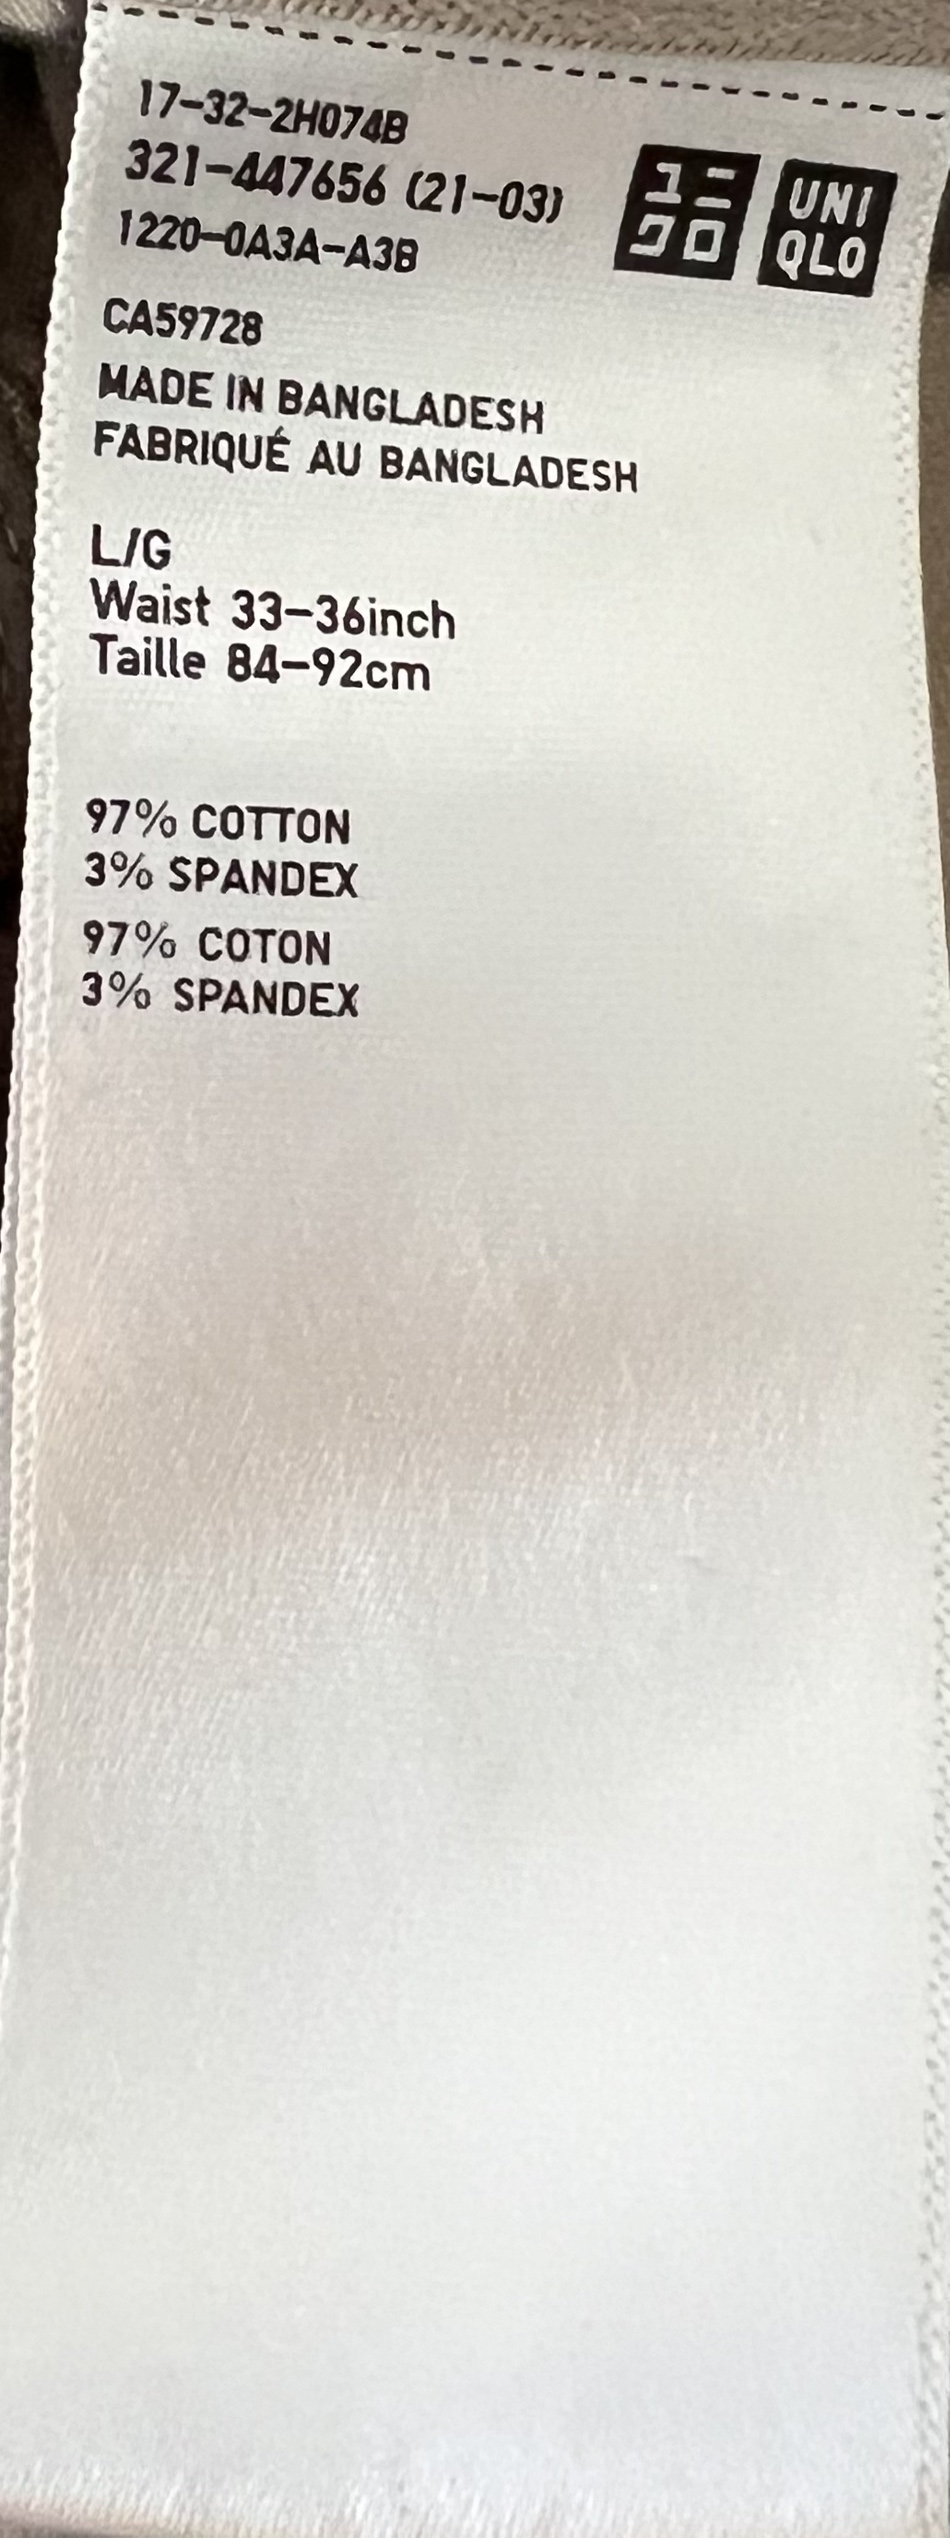 17-32-2H074B
321-447656 (21-03)
1220-0A3A-A3B
ユニ
クロ
UNI
QLO
CA59728
MADE IN BANGLADESH
FABRIQUÉ AU BANGLADESH
L/G
Waist 33-36inch
Taille 84-92cm
97% COTTON
3% SPANDEX
97% COTON
3% SPANDEX